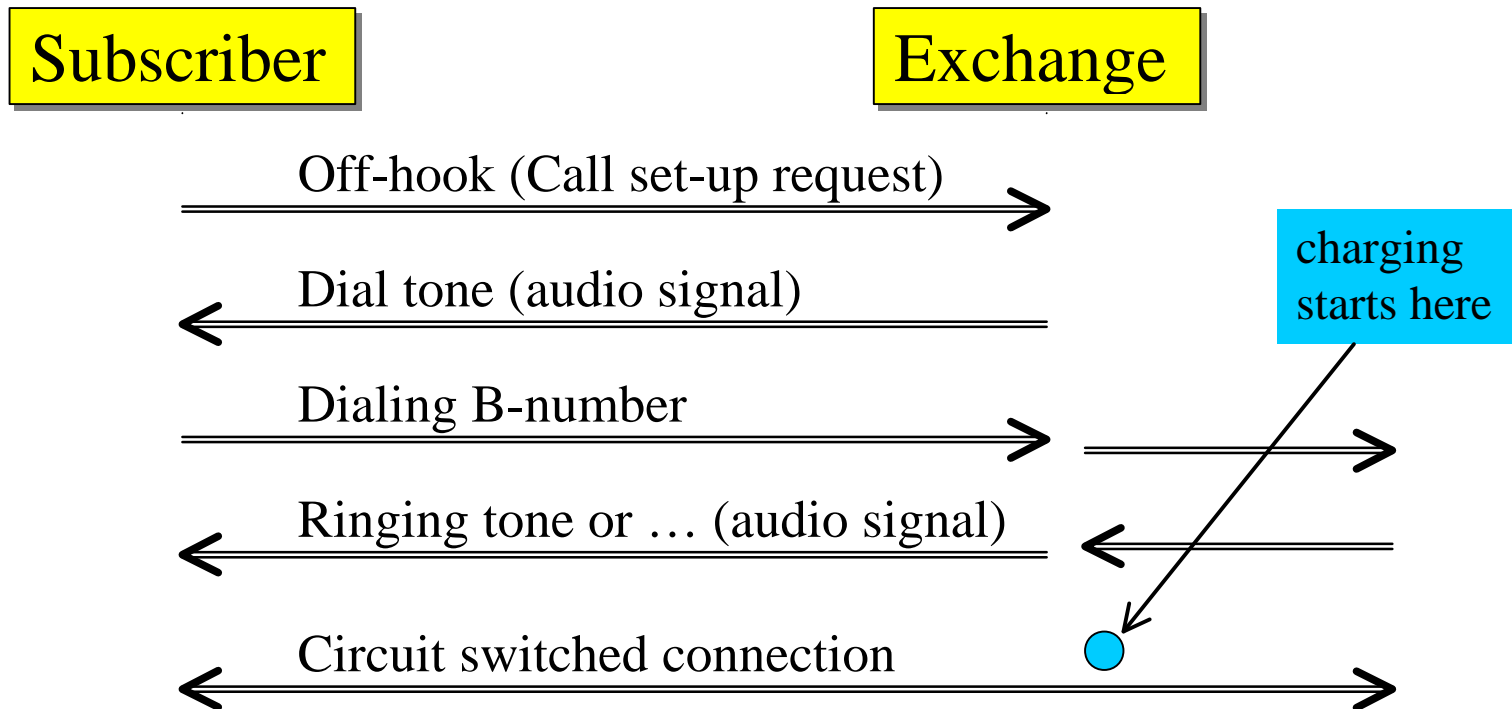 Subscriber
Exchange
Off-hook (Call set-up request)
Dial tone (audio signal)
charging
starts here
Dialing B-number
Ringing tone or … (audio signal)
Circuit switched connection